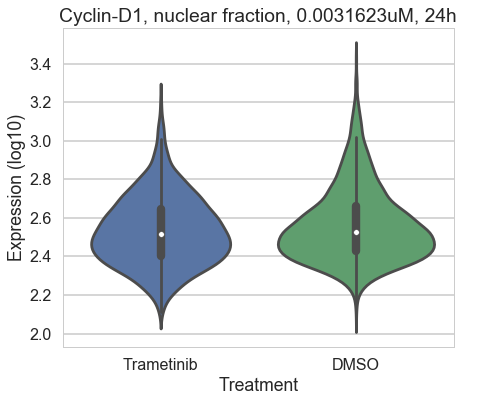 Cyclin-D1, nuclear fraction, 0.0031623uM, 24h
Expression (log10)
3.4
3.2
3.0
2.8
2.6
2.4
2.2
2.0
Trametinib DMSO
Treatment